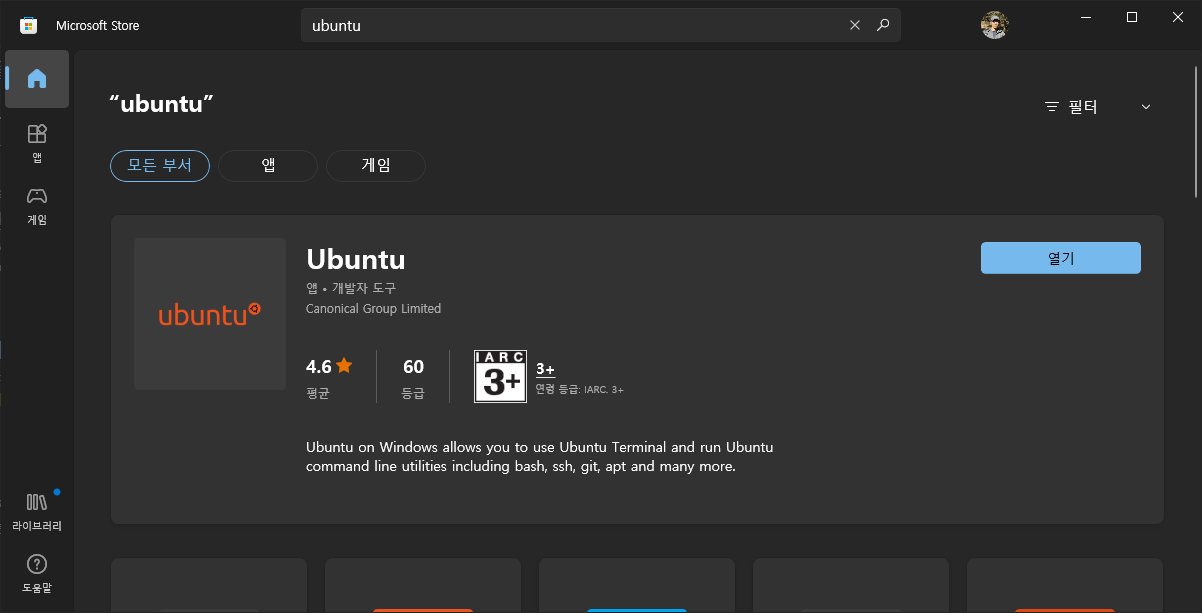 Microsoft Store
ubuntu
“ubuntu”
필터
모든 부서
앱
게임
앱
게임
라이브러리
도움말
ubuntu
Ubuntu
앱 • 개발자 도구
Canonical Group Limited
열기
4.6
평균
60
등급
IARC
3+
3+
연령 등급: IARC. 3+
Ubuntu on Windows allows you to use Ubuntu Terminal and run Ubuntu
command line utilities including bash, ssh, git, apt and many more.